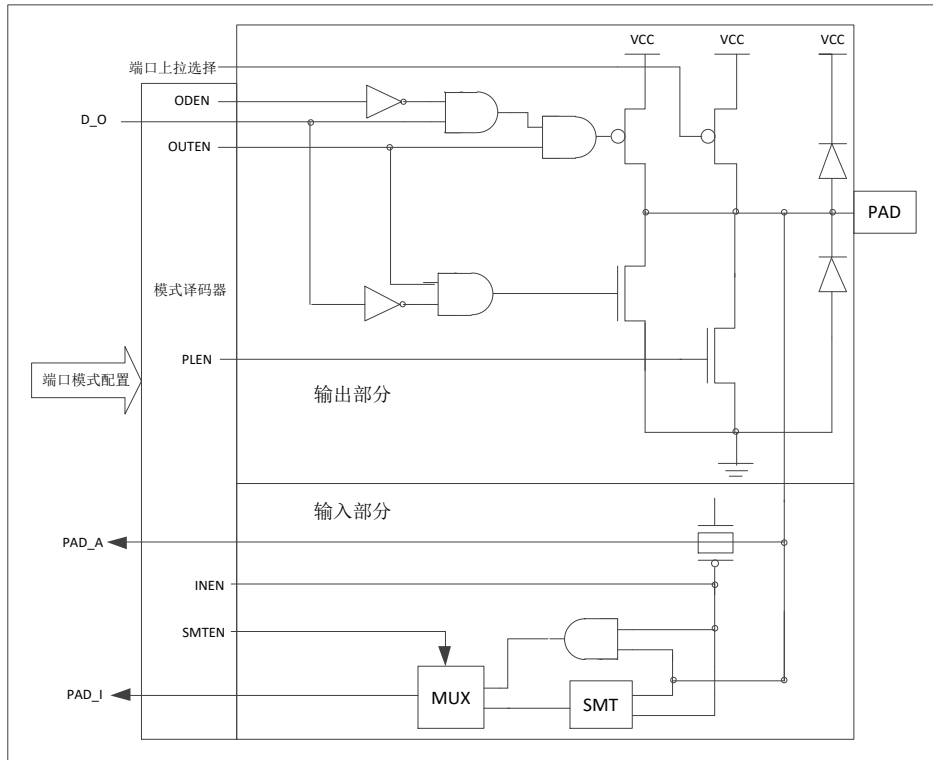 VCC
VCC
VCC
端口上拉选择
ODEN
D_O
OUTEN
PAD
模式译码器
PLEN
端口模式配置
输出部分
输入部分
PAD_A
INEN
SMTEN
PAD_I
MUX
SMT